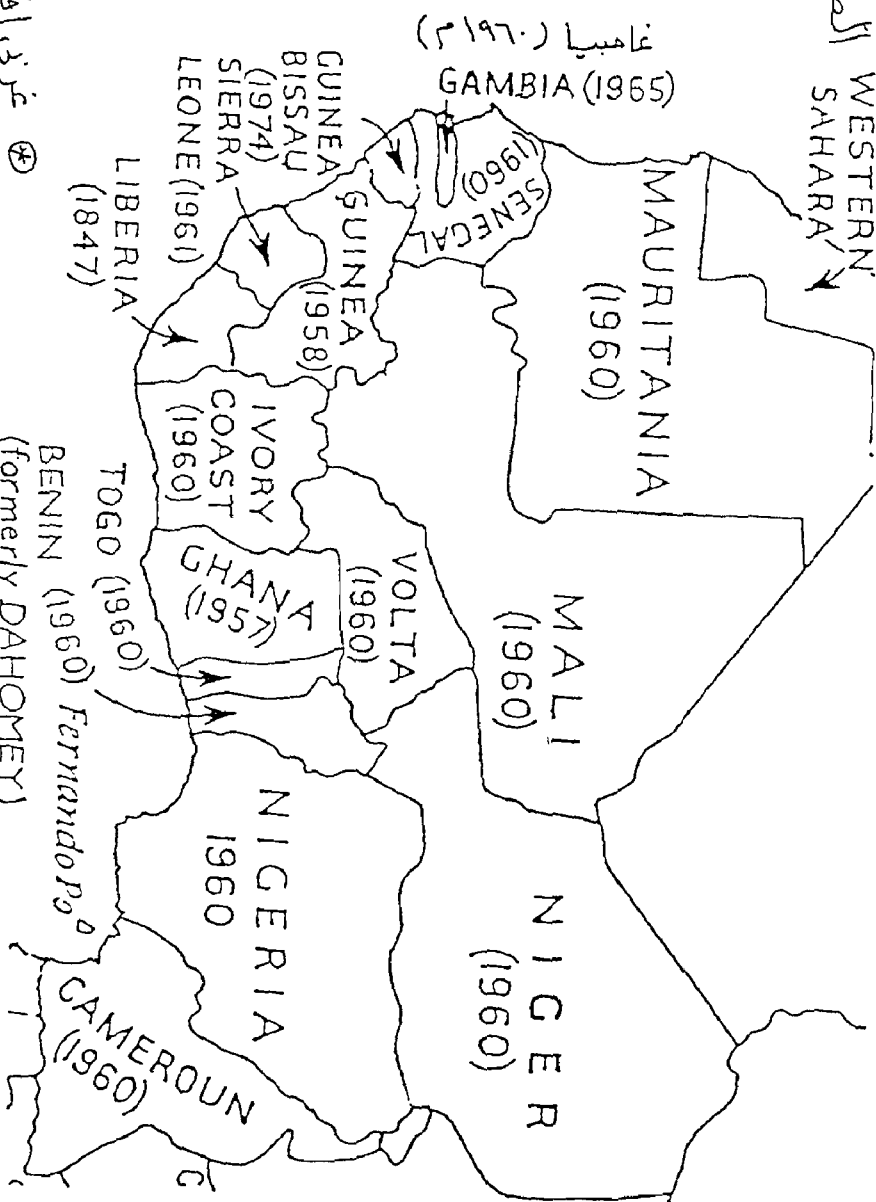 WESTERN
SAHARA
غامبيا (١٩٦٠م)
GAMBIA (1965)
MAURITANIA
(1960)
SENEGAL
(1960)
GUINEA
BISSAU
(1974)
SIERRA
LEONE (1961)
LIBERIA
(1847)
GUINEA
(1958)
MALI
(1960)
IVORY
COAST
(1960)
VOLTA
(1960)
GHANA
(1957)
TOGO (1960)
BENIN (1960)
(formerly DAHOMEY)
Fernando Po
NIGER
(1960)
NIGERIA
1960
CAMEROUN
(1960)